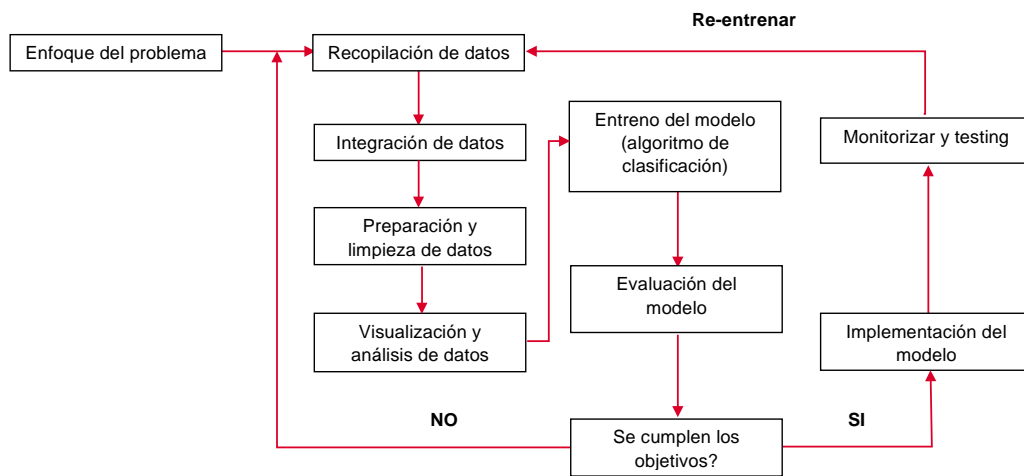 Re-entrenar
Enfoque del problema
Recopilación de datos
Integración de datos
Preparación y
limpieza de datos
Visualización y
análisis de datos
Entreno del modelo
(algoritmo de
clasificación)
Evaluación del
modelo
Se cumplen los
objetivos?
NO
SI
Implementación del
modelo
Monitorizar y testing